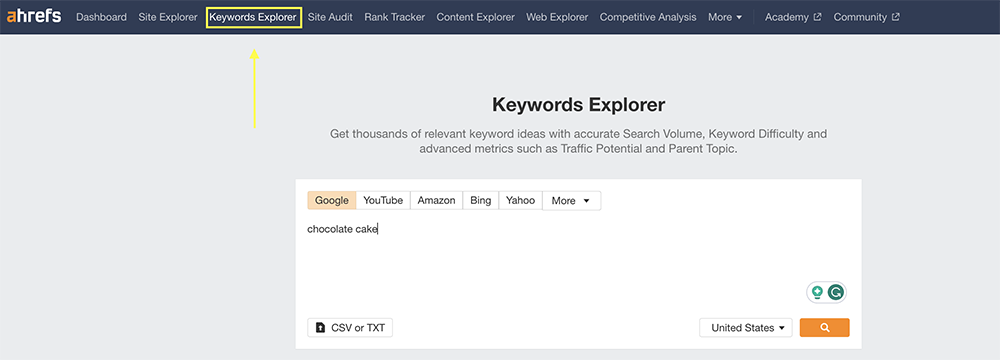 ahrefs Dashboard Site Explorer Keywords Explorer Site Audit Rank Tracker Content Explorer Web Explorer Competitive Analysis More Academy Community
Keywords Explorer
Get thousands of relevant keyword ideas with accurate Search Volume, Keyword Difficulty and
advanced metrics such as Traffic Potential and Parent Topic.
Google YouTube Amazon Bing Yahoo More
chocolate cake
CSV or TXT United States